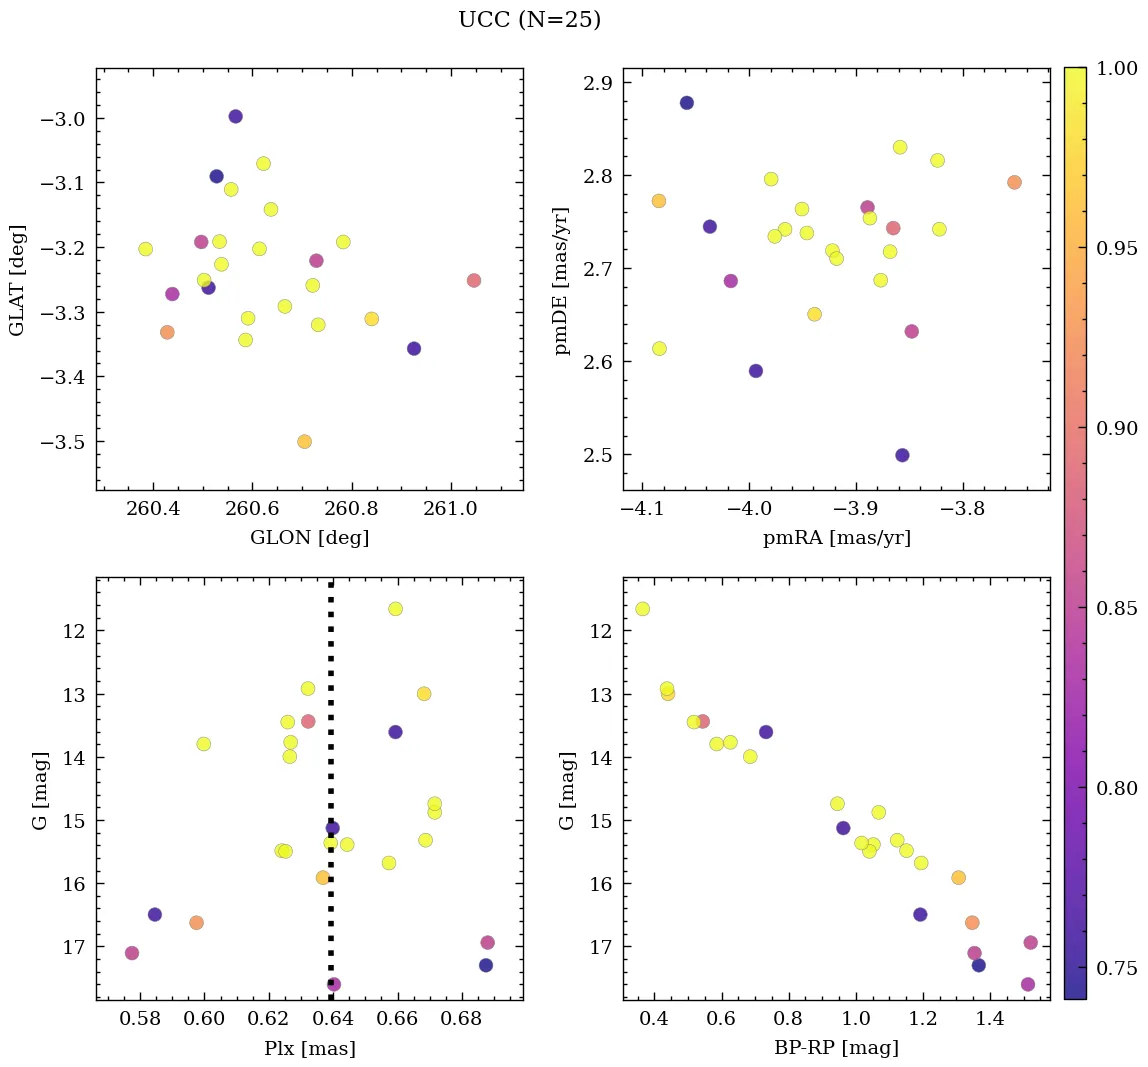 UCC (N=25)
−3.0
−3.1
−3.2
−3.3
−3.4
−3.5
GLAT [deg]
260.4 260.6 260.8 261.0
GLON [deg]
2.9
2.8
2.7
2.6
2.5
pmDE [mas/yr]
−4.1 −4.0 −3.9 −3.8
pmRA [mas/yr]
12
13
14
15
16
17
G [mag]
0.58 0.60 0.62 0.64 0.66 0.68
Plx [mas]
12
13
14
15
16
17
G [mag]
0.4 0.6 0.8 1.0 1.2 1.4
BP-RP [mag]
1.00
0.95
0.90
0.85
0.80
0.75